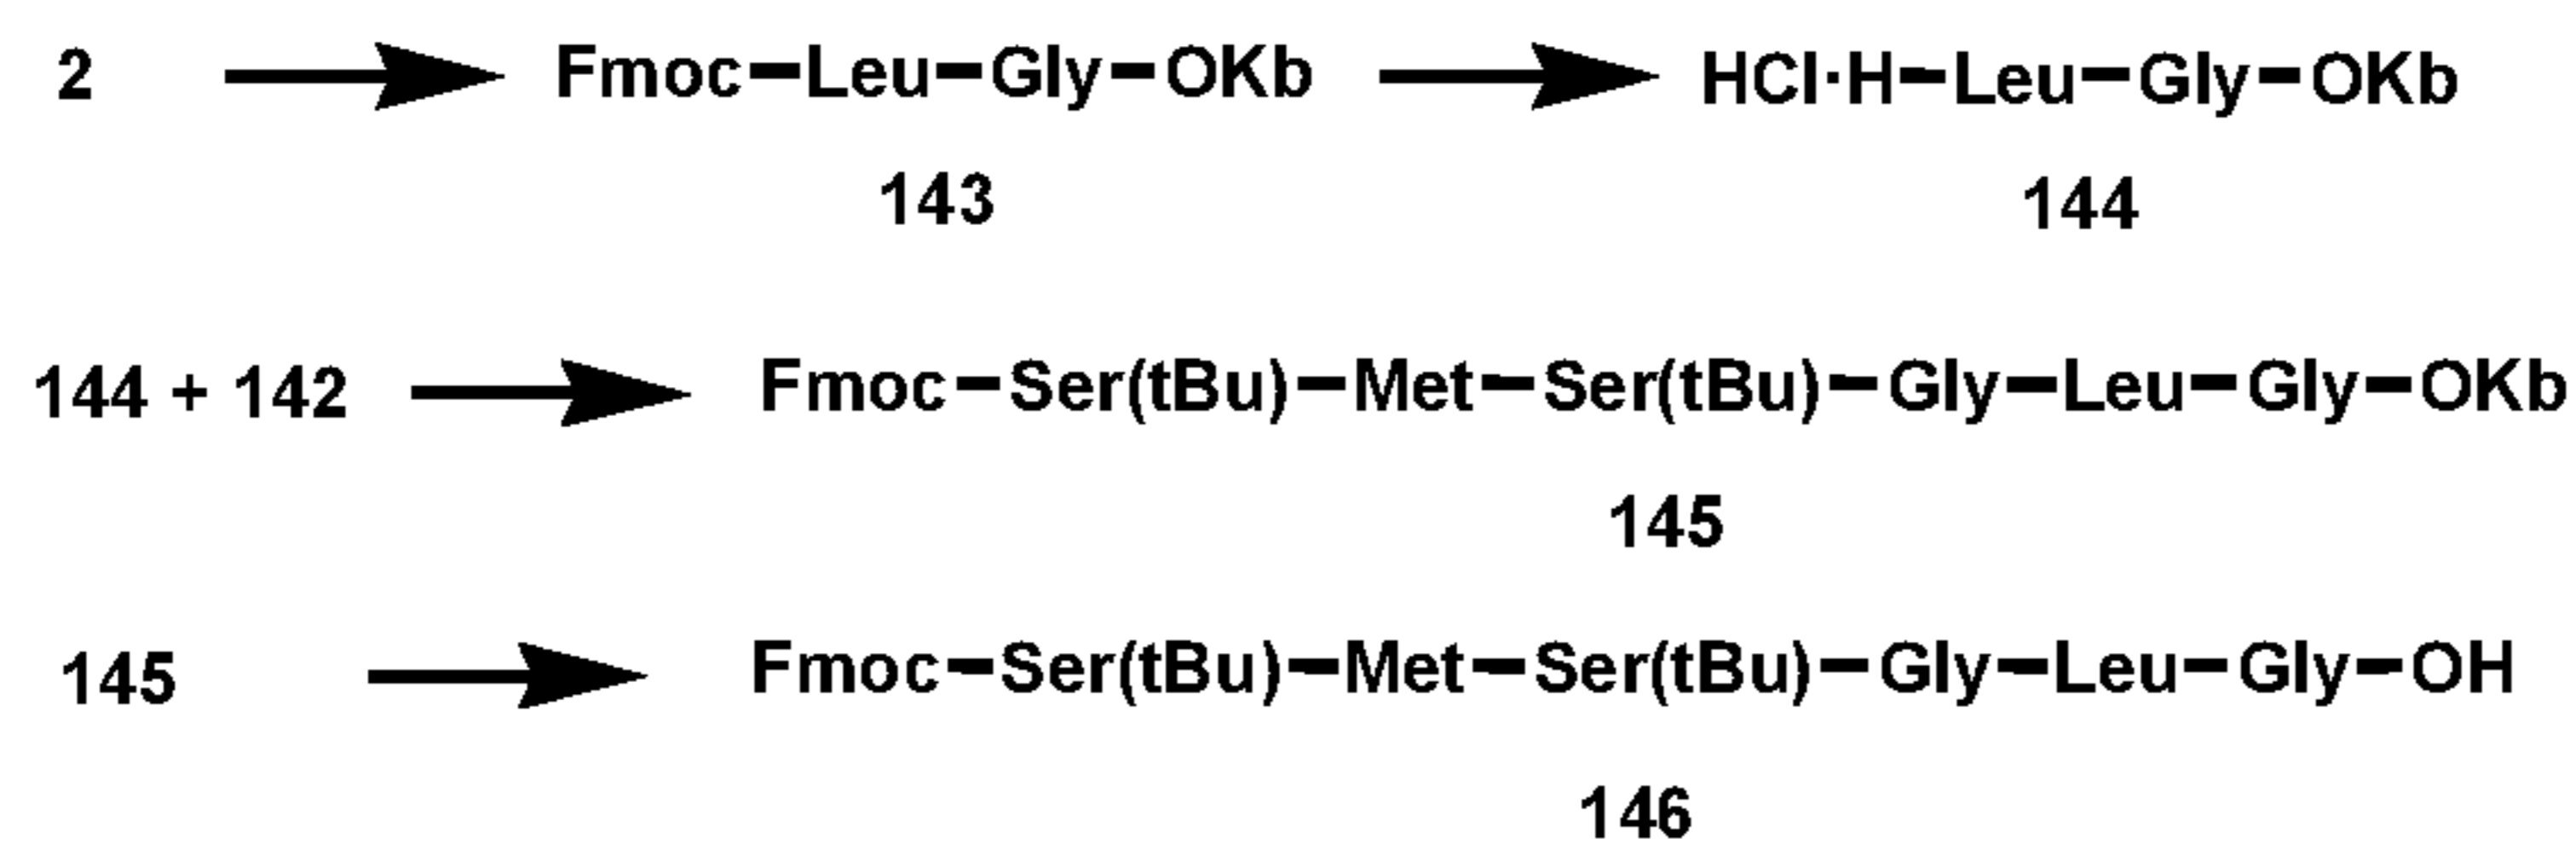 2 Fmoc-Leu-Gly-OKb HCl·H-Leu-Gly-OKb
143 144
144 + 142 Fmoc-Ser(tBu)-Met-Ser(tBu)-Gly-Leu-Gly-OKb
145
145 Fmoc-Ser(tBu)-Met-Ser(tBu)-Gly-Leu-Gly-OH
146